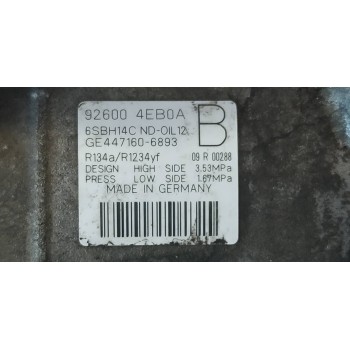 92600 4EB0A
B
6SBH14C ND-OIL12
GE447160-6893
R134a/R1234yf 09 R 00288
DESIGN HIGH SIDE 3.53MPa
PRESS LOW SIDE 1.67MPa
MADE IN GERMANY